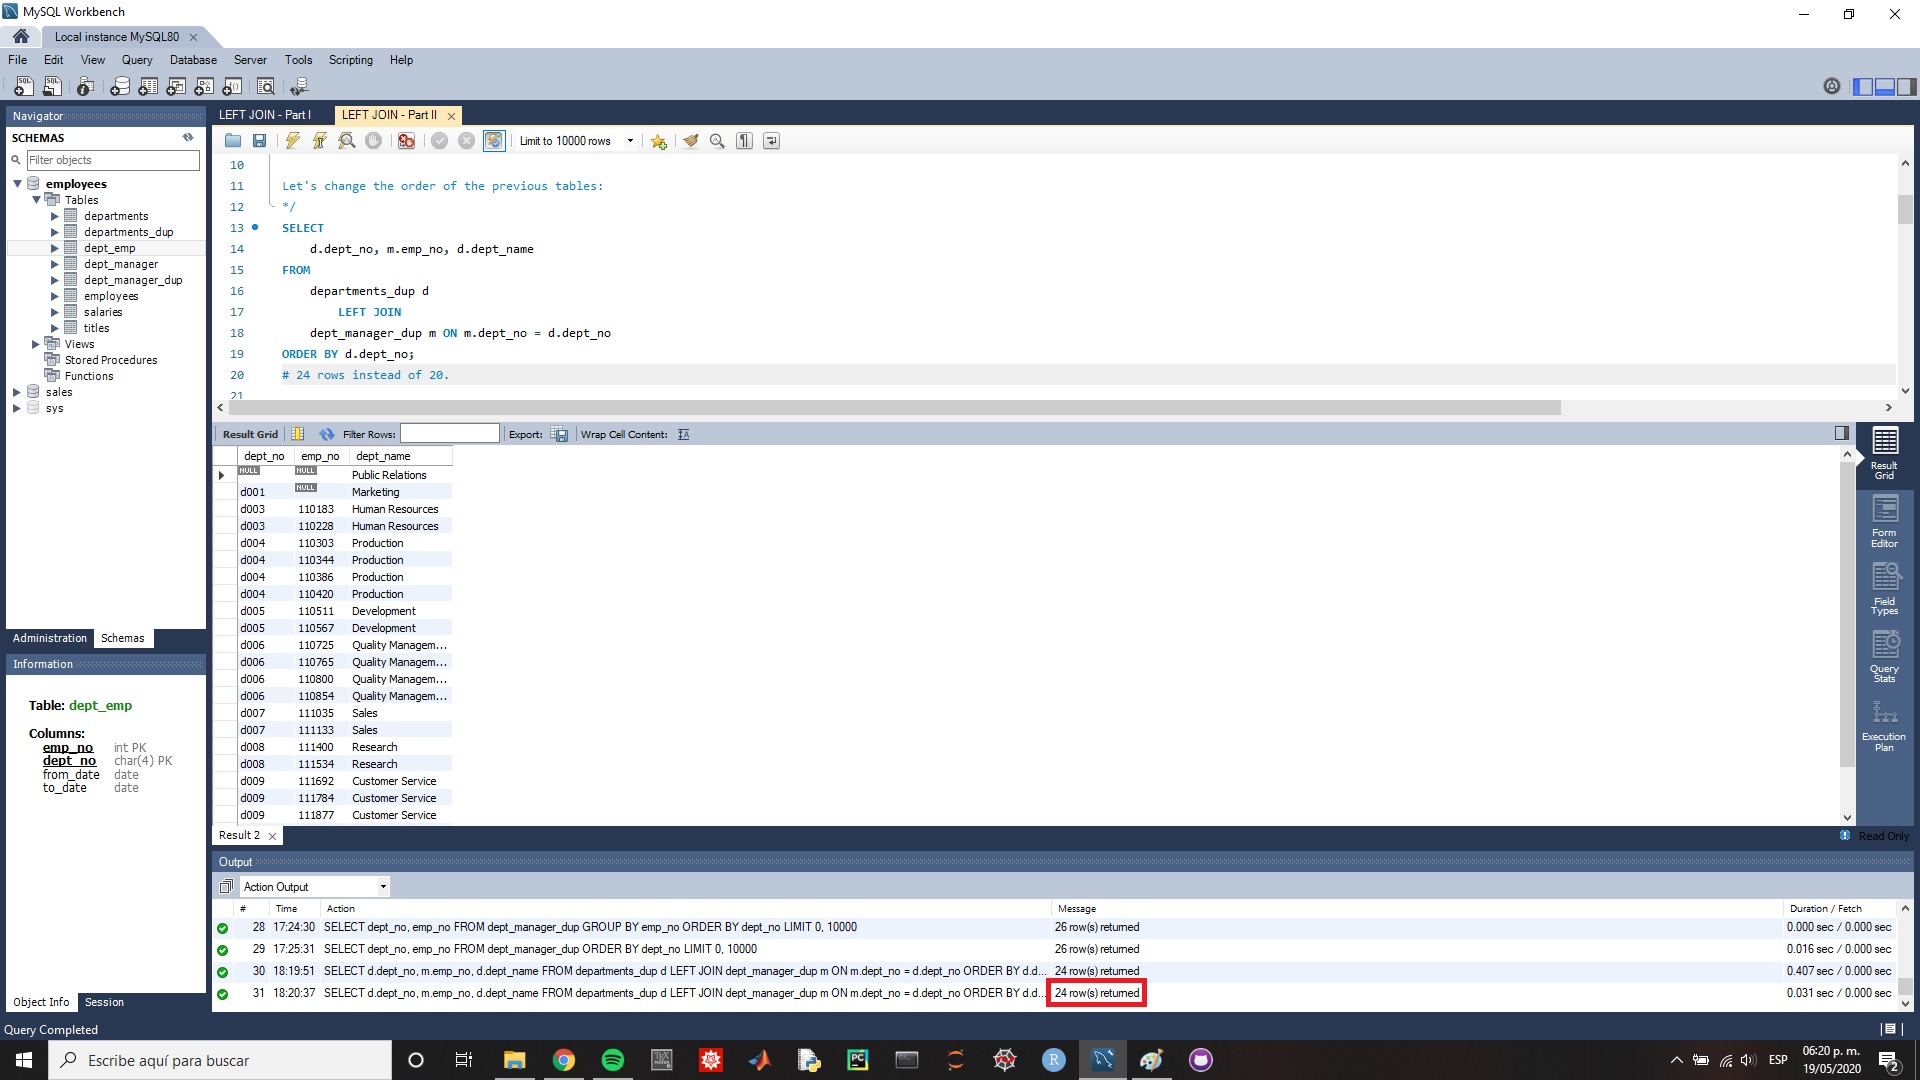 MySQL Workbench
Local instance MySQL80
File Edit View Query Database Server Tools Scripting Help
Navigator
SCHEMAS
Filter objects
employees
Tables
departments
departments_dup
dept_emp
dept_manager
dept_manager_dup
employees
salaries
titles
Views
Stored Procedures
Functions
sales
sys
Administration Schemas
Information
Table: dept_emp
Columns:
emp_no int PK
dept_no char(4) PK
from_date date
to_date date
Object Info Session
Query Completed
LEFT JOIN - Part I LEFT JOIN - Part II
Limit to 10000 rows
10
11 Let's change the order of the previous tables:
12 */
13 SELECT
14 d.dept_no, m.emp_no, d.dept_name
15 FROM
16 departments_dup d
17 LEFT JOIN
18 dept_manager_dup m ON m.dept_no = d.dept_no
19 ORDER BY d.dept_no;
20 # 24 rows instead of 20.
21
Result Grid Filter Rows: Export: Wrap Cell Content:
dept_no emp_no dept_name
NULL NULL Public Relations
d001 NULL Marketing
d003 110183 Human Resources
d003 110228 Human Resources
d004 110303 Production
d004 110344 Production
d004 110386 Production
d004 110420 Production
d005 110511 Development
d005 110567 Development
d006 110725 Quality Managem...
d006 110765 Quality Managem...
d006 110800 Quality Managem...
d006 110854 Quality Managem...
d007 111035 Sales
d007 111133 Sales
d008 111400 Research
d008 111534 Research
d009 111692 Customer Service
d009 111784 Customer Service
d009 111877 Customer Service
Result Grid
Form Editor
Field Types
Query Stats
Execution Plan
Result 2
Read Only
Output
Action Output
# Time Action Message Duration / Fetch
28 17:24:30 SELECT dept_no, emp_no FROM dept_manager_dup GROUP BY emp_no ORDER BY dept_no LIMIT 0, 10000 26 row(s) returned 0.000 sec / 0.000 sec
29 17:25:31 SELECT dept_no, emp_no FROM dept_manager_dup ORDER BY dept_no LIMIT 0, 10000 26 row(s) returned 0.016 sec / 0.000 sec
30 18:19:51 SELECT d.dept_no, m.emp_no, d.dept_name FROM departments_dup d LEFT JOIN dept_manager_dup m ON m.dept_no = d.dept_no ORDER BY d.d... 24 row(s) returned 0.407 sec / 0.000 sec
31 18:20:37 SELECT d.dept_no, m.emp_no, d.dept_name FROM departments_dup d LEFT JOIN dept_manager_dup m ON m.dept_no = d.dept_no ORDER BY d.d... 24 row(s) returned 0.031 sec / 0.000 sec
Escribe aquí para buscar
ESP
06:20 p. m.
19/05/2020
2